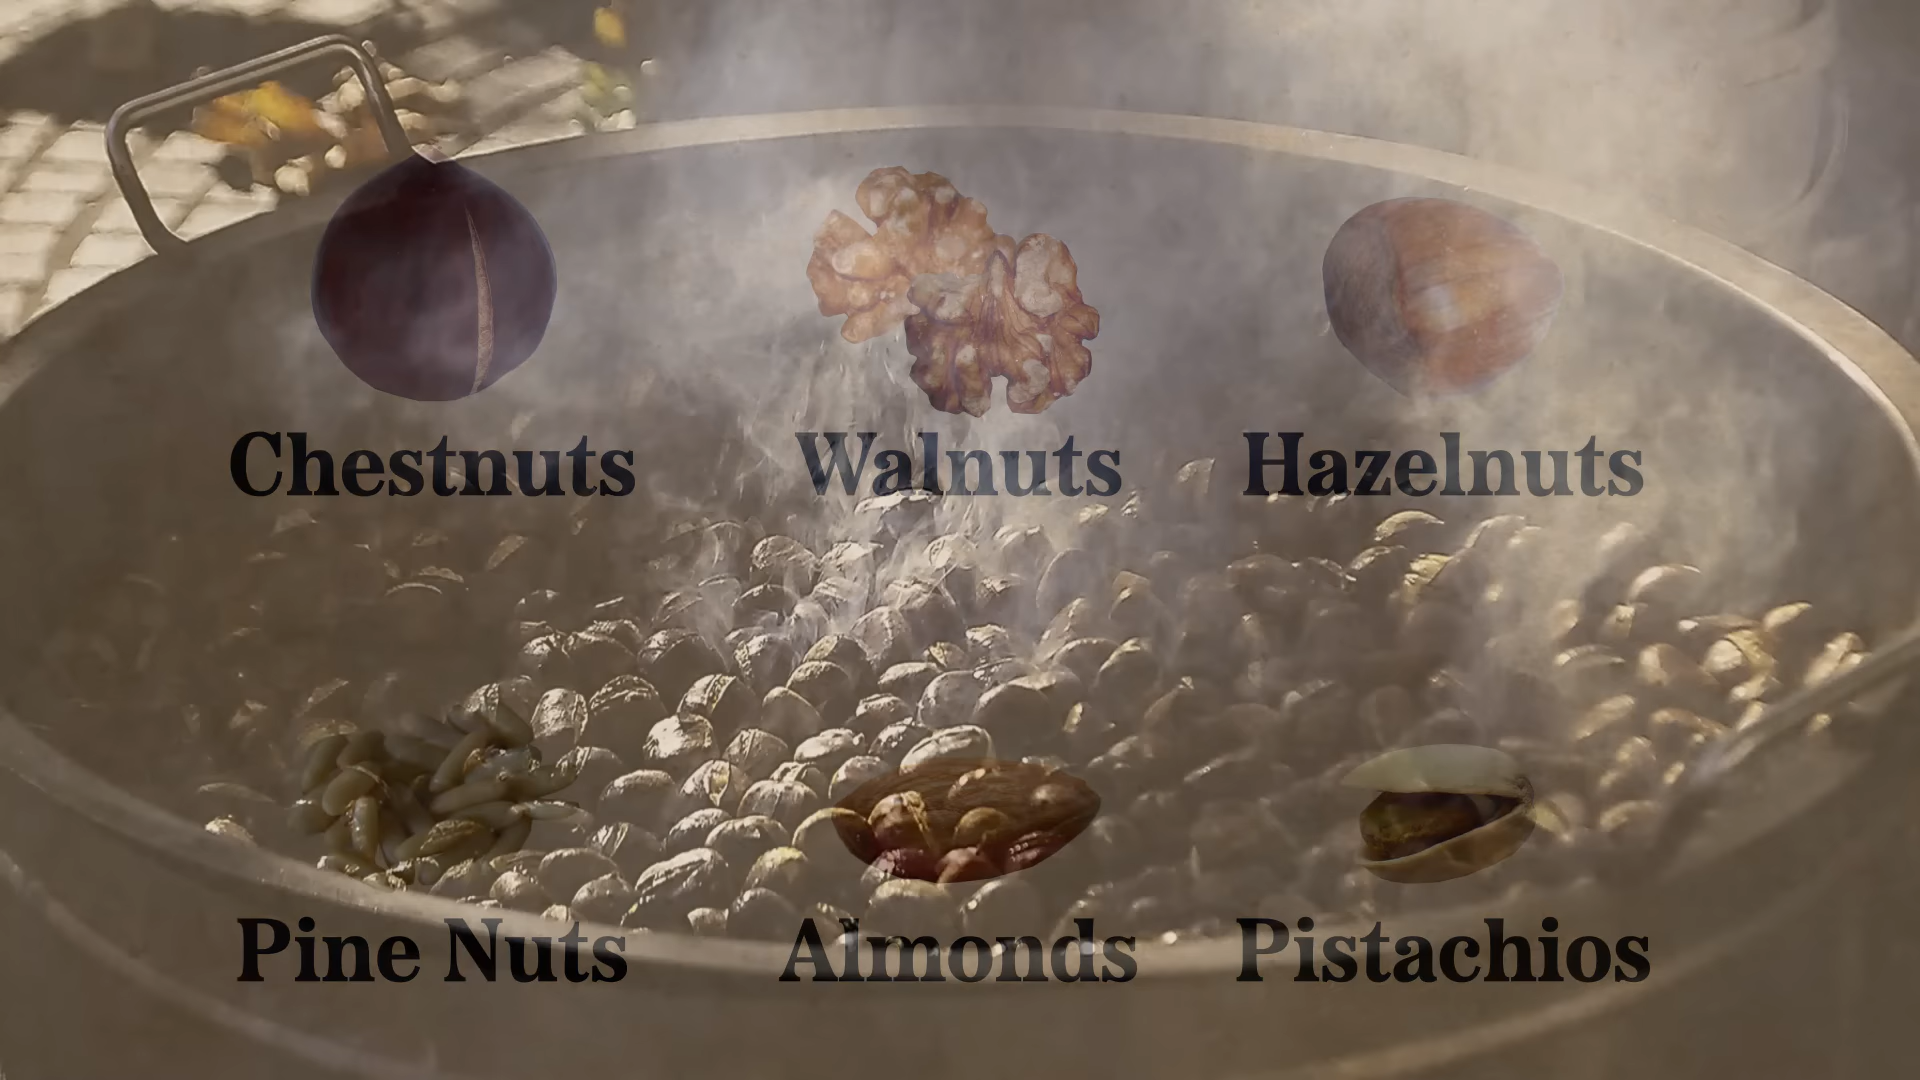 Chestnuts
Walnuts
Hazelnuts
Pine Nuts
Almonds
Pistachios